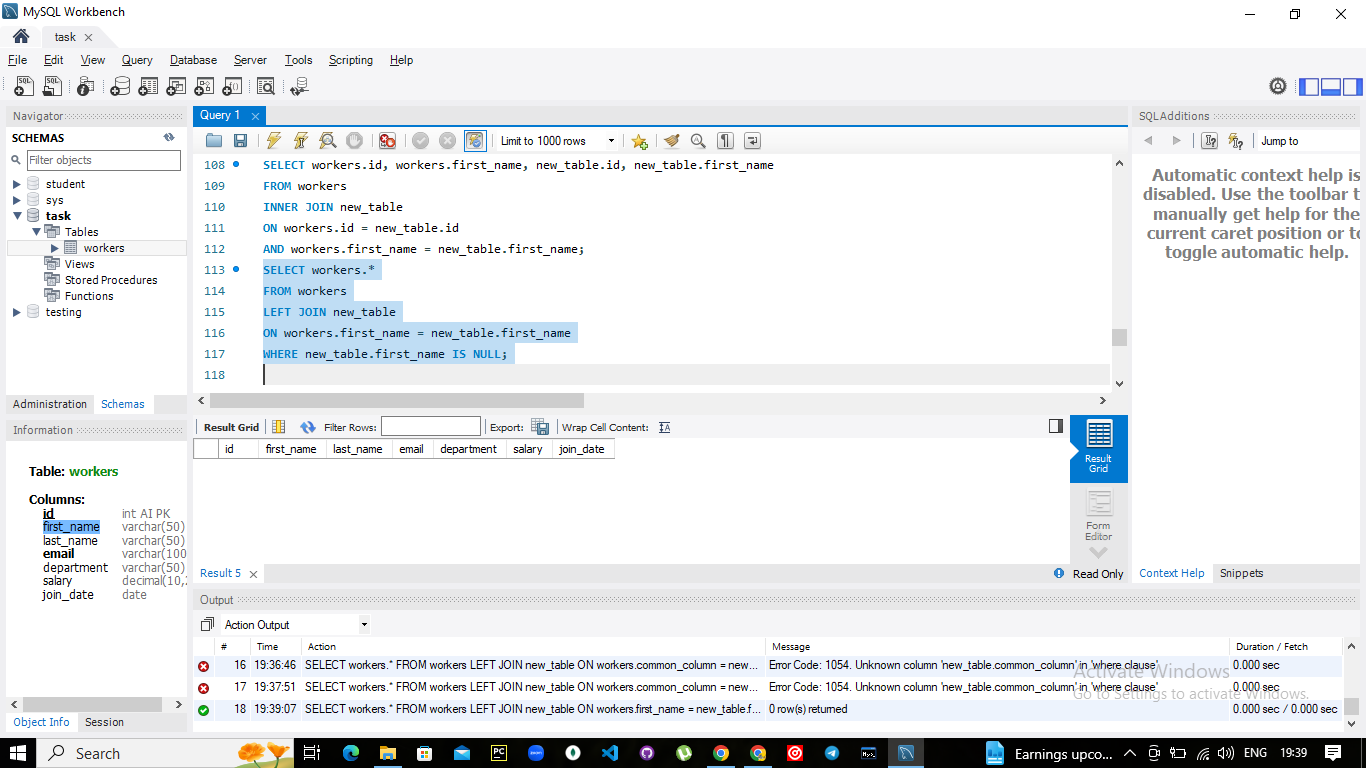 MySQL Workbench
task
File Edit View Query Database Server Tools Scripting Help
Navigator
SCHEMAS
Filter objects
student
sys
task
Tables
workers
Views
Stored Procedures
Functions
testing
Administration Schemas
Information
Table: workers
Columns:
id int AI PK
first_name varchar(50)
last_name varchar(50)
email varchar(100
department varchar(50)
salary decimal(10,
join_date date
Object Info Session
Query 1
Limit to 1000 rows
108 SELECT workers.id, workers.first_name, new_table.id, new_table.first_name
109 FROM workers
110 INNER JOIN new_table
111 ON workers.id = new_table.id
112 AND workers.first_name = new_table.first_name;
113 SELECT workers.*
114 FROM workers
115 LEFT JOIN new_table
116 ON workers.first_name = new_table.first_name
117 WHERE new_table.first_name IS NULL;
118
Result Grid Filter Rows: Export: Wrap Cell Content:
id first_name last_name email department salary join_date
Result Grid
Form Editor
Result 5 Read Only
SQLAdditions
Jump to
Automatic context help is
disabled. Use the toolbar t
manually get help for the
current caret position or to
toggle automatic help.
Context Help Snippets
Output
Action Output
# Time Action Message Duration / Fetch
16 19:36:46 SELECT workers.* FROM workers LEFT JOIN new_table ON workers.common_column = new... Error Code: 1054. Unknown column 'new_table.common_column' in 'where clause' 0.000 sec
17 19:37:51 SELECT workers.* FROM workers LEFT JOIN new_table ON workers.common_column = new... Error Code: 1054. Unknown column 'new_table.common_column' in 'where clause' 0.000 sec
18 19:39:07 SELECT workers.* FROM workers LEFT JOIN new_table ON workers.first_name = new_table.f... 0 row(s) returned 0.000 sec / 0.000 sec
Activate Windows
Go to Settings to activate Windows.
Search
Earnings upco...
ENG
19:39